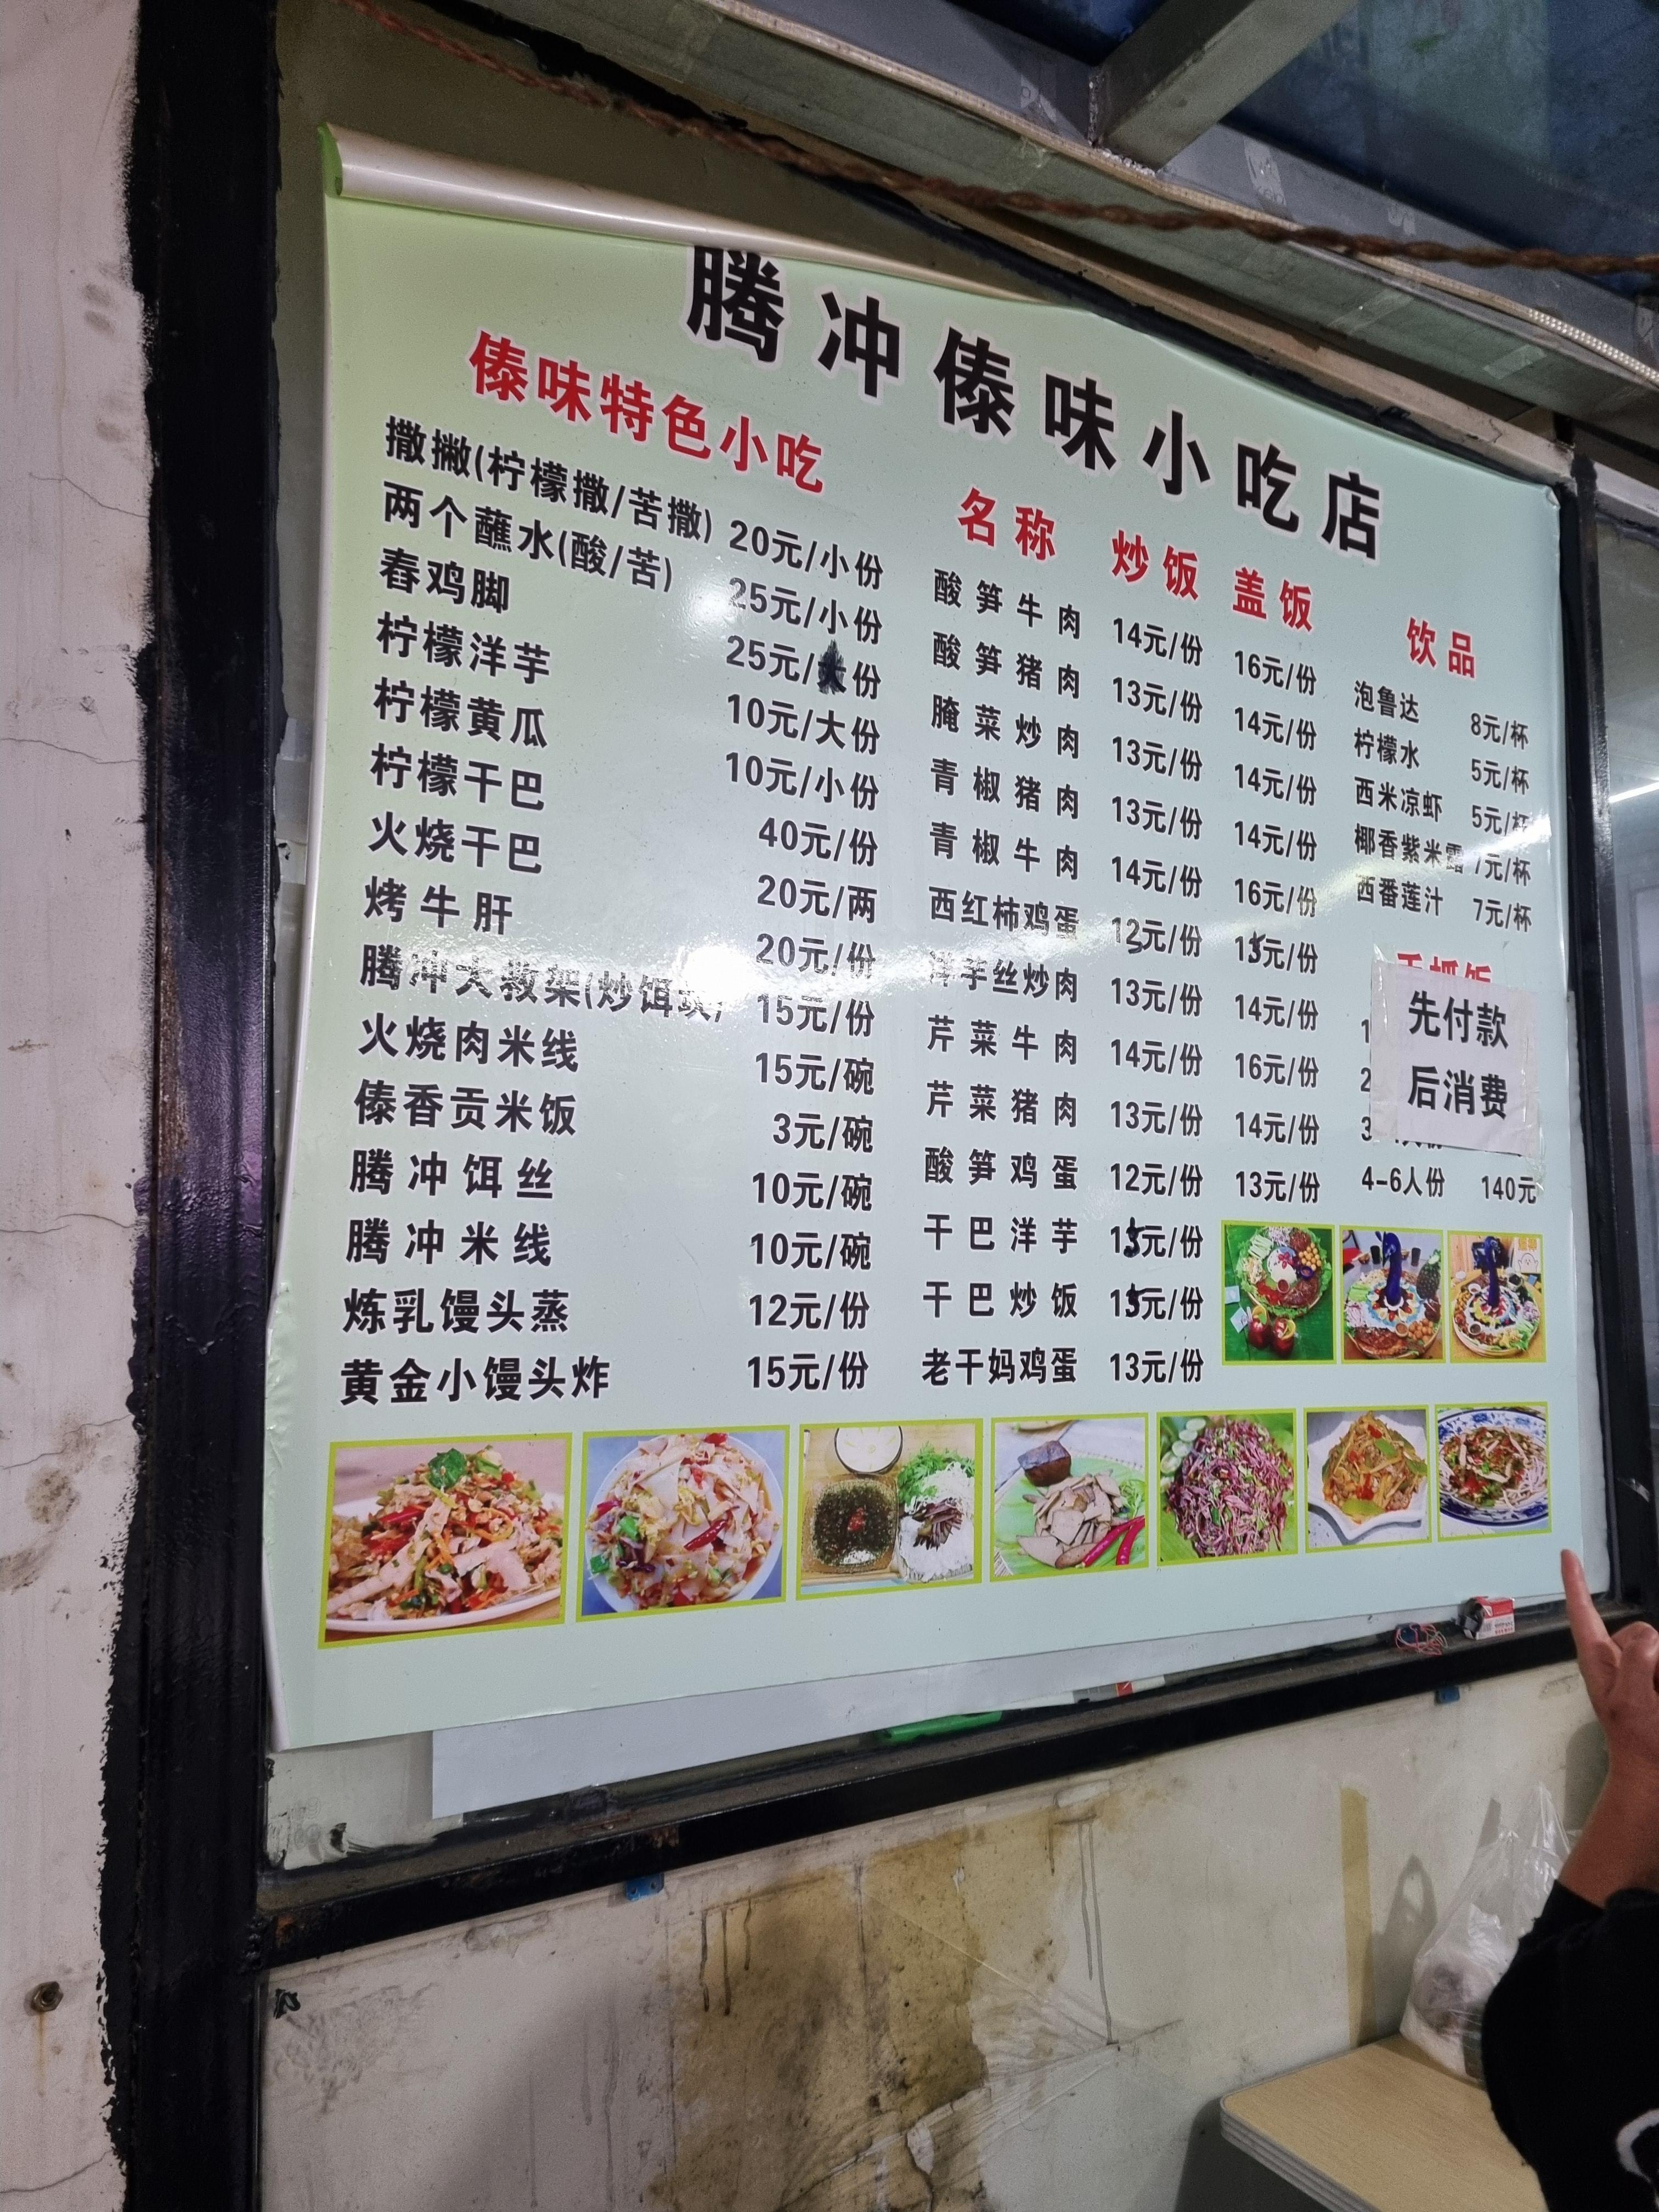 腾冲傣味小吃店
傣味特色小吃
撒撇(柠檬撒/苦撒) 20元/小份
两个蘸水(酸/苦) 25元/小份
舂鸡脚 25元/份
柠檬洋芋 10元/大份
柠檬黄瓜 10元/小份
柠檬干巴 40元/份
火烧干巴 20元/两
烤牛肝 20元/份
腾冲大救驾(炒饵块) 15元/份
火烧肉米线 15元/碗
傣香贡米饭 3元/碗
腾冲饵丝 10元/碗
腾冲米线 10元/碗
炼乳馒头蒸 12元/份
黄金小馒头炸 15元/份
名称 炒饭 盖饭
酸笋牛肉 14元/份 16元/份
酸笋猪肉 13元/份 14元/份
腌菜炒肉 13元/份 14元/份
青椒猪肉 13元/份 14元/份
青椒牛肉 14元/份 16元/份
西红柿鸡蛋 元/份 元/份
洋芋丝炒肉 13元/份 14元/份
芹菜牛肉 14元/份 16元/份
芹菜猪肉 13元/份 14元/份
酸笋鸡蛋 12元/份 13元/份
干巴洋芋 元/份
干巴炒饭 元/份
老干妈鸡蛋 13元/份
饮品
泡鲁达 8元/杯
柠檬水 5元/杯
西米凉虾 5元/杯
椰香紫米露 7元/杯
西番莲汁 7元/杯
先付款
后消费
4-6人份 140元